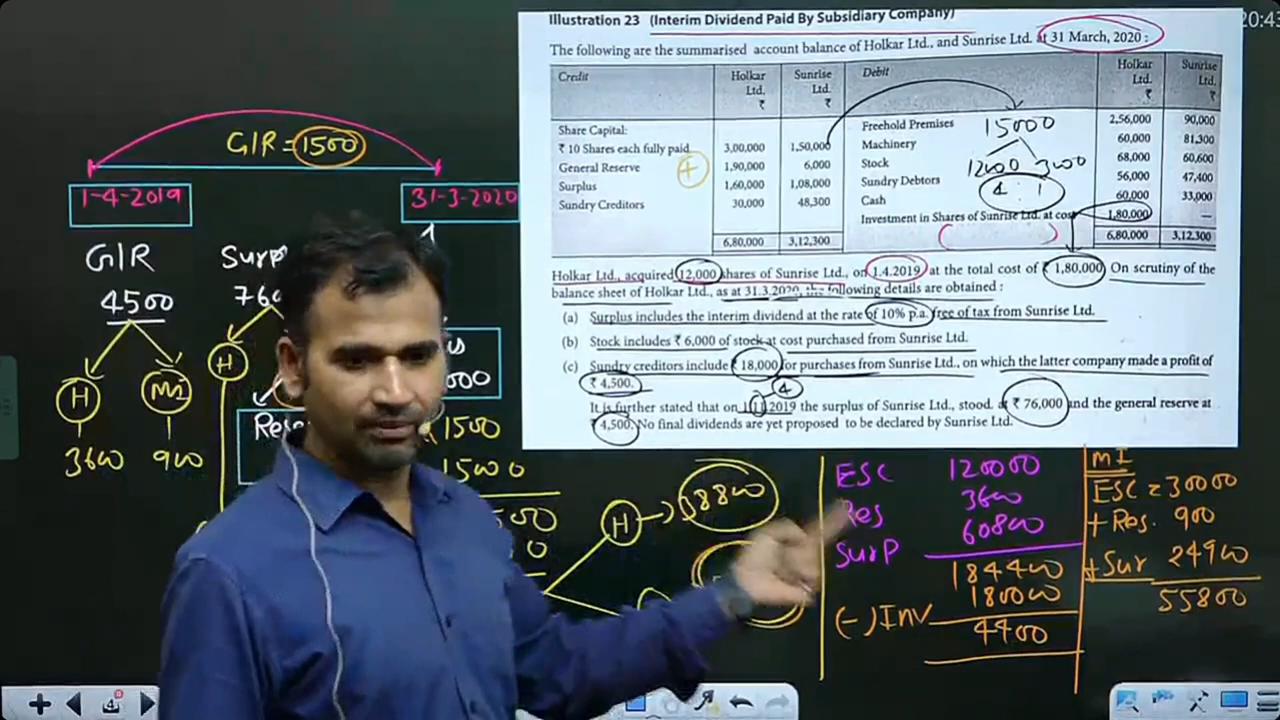 Illustration 23 (Interim Dividend Paid By Subsidiary Company)
20:43
The following are the summarised account balance of Holkar Ltd., and Sunrise Ltd. at 31 March, 2020 :
Credit Holkar Ltd. ₹ Sunrise Ltd. ₹ Debit Holkar Ltd. ₹ Sunrise Ltd. ₹
Share Capital: Freehold Premises 2,56,000 90,000
₹ 10 Shares each fully paid 3,00,000 1,50,000 Machinery 60,000 81,300
General Reserve 1,90,000 6,000 Stock 68,000 60,600
Surplus 1,60,000 1,08,000 Sundry Debtors 56,000 47,400
Sundry Creditors 30,000 48,300 Cash 60,000 33,000
Investment in Shares of Sunrise Ltd. at cost 1,80,000 —
6,80,000 3,12,300 6,80,000 3,12,300
15000
12000 3000
4 : 1
Holkar Ltd., acquired 12,000 shares of Sunrise Ltd., on 1.4.2019 at the total cost of ₹ 1,80,000. On scrutiny of the
balance sheet of Holkar Ltd., as at 31.3.2020, the following details are obtained :
(a) Surplus includes the interim dividend at the rate of 10% p.a. free of tax from Sunrise Ltd.
(b) Stock includes ₹ 6,000 of stock at cost purchased from Sunrise Ltd.
(c) Sundry creditors include ₹ 18,000 for purchases from Sunrise Ltd., on which the latter company made a profit of
₹ 4,500.
4
It is further stated that on 2019 the surplus of Sunrise Ltd., stood. at ₹ 76,000 and the general reserve at
₹ 4,500. No final dividends are yet proposed to be declared by Sunrise Ltd.
G/R = 1500
1-4-2019 31-3-2020
G/R
4500
H MI
3600 900
H
1500
H → 38800
ESC 120000
Res 3600
Surp 60800
184400
(-) Inv 180000
4400
MI
ESC = 30000
+ Res. 900
+ Sur 24900
55800
4